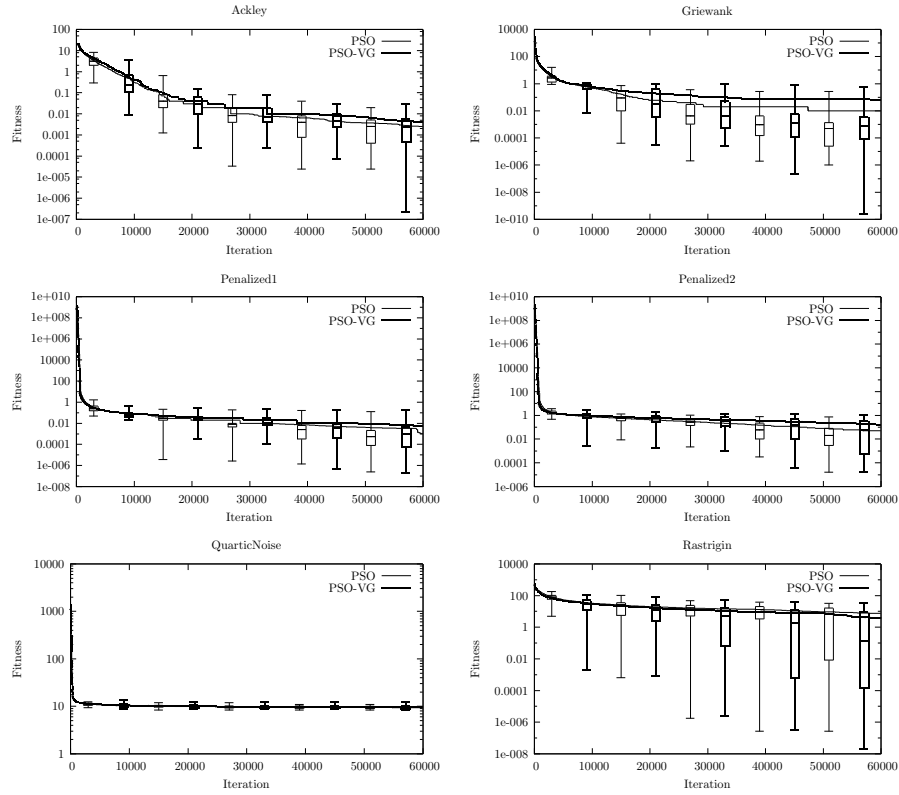 Ackley
Fitness
100
10
1
0.1
0.01
0.001
0.0001
1e-005
1e-006
1e-007
0 10000 20000 30000 40000 50000 60000
Iteration
PSO
PSO-VG
Griewank
Fitness
10000
100
1
0.01
0.0001
1e-006
1e-008
1e-010
0 10000 20000 30000 40000 50000 60000
Iteration
PSO
PSO-VG
Penalized1
Fitness
1e+010
1e+008
1e+006
10000
100
1
0.01
0.0001
1e-006
1e-008
0 10000 20000 30000 40000 50000 60000
Iteration
PSO
PSO-VG
Penalized2
Fitness
1e+010
1e+008
1e+006
10000
100
1
0.01
0.0001
1e-006
0 10000 20000 30000 40000 50000 60000
Iteration
PSO
PSO-VG
QuarticNoise
Fitness
10000
1000
100
10
1
0 10000 20000 30000 40000 50000 60000
Iteration
PSO
PSO-VG
Rastrigin
Fitness
10000
100
1
0.01
0.0001
1e-006
1e-008
0 10000 20000 30000 40000 50000 60000
Iteration
PSO
PSO-VG